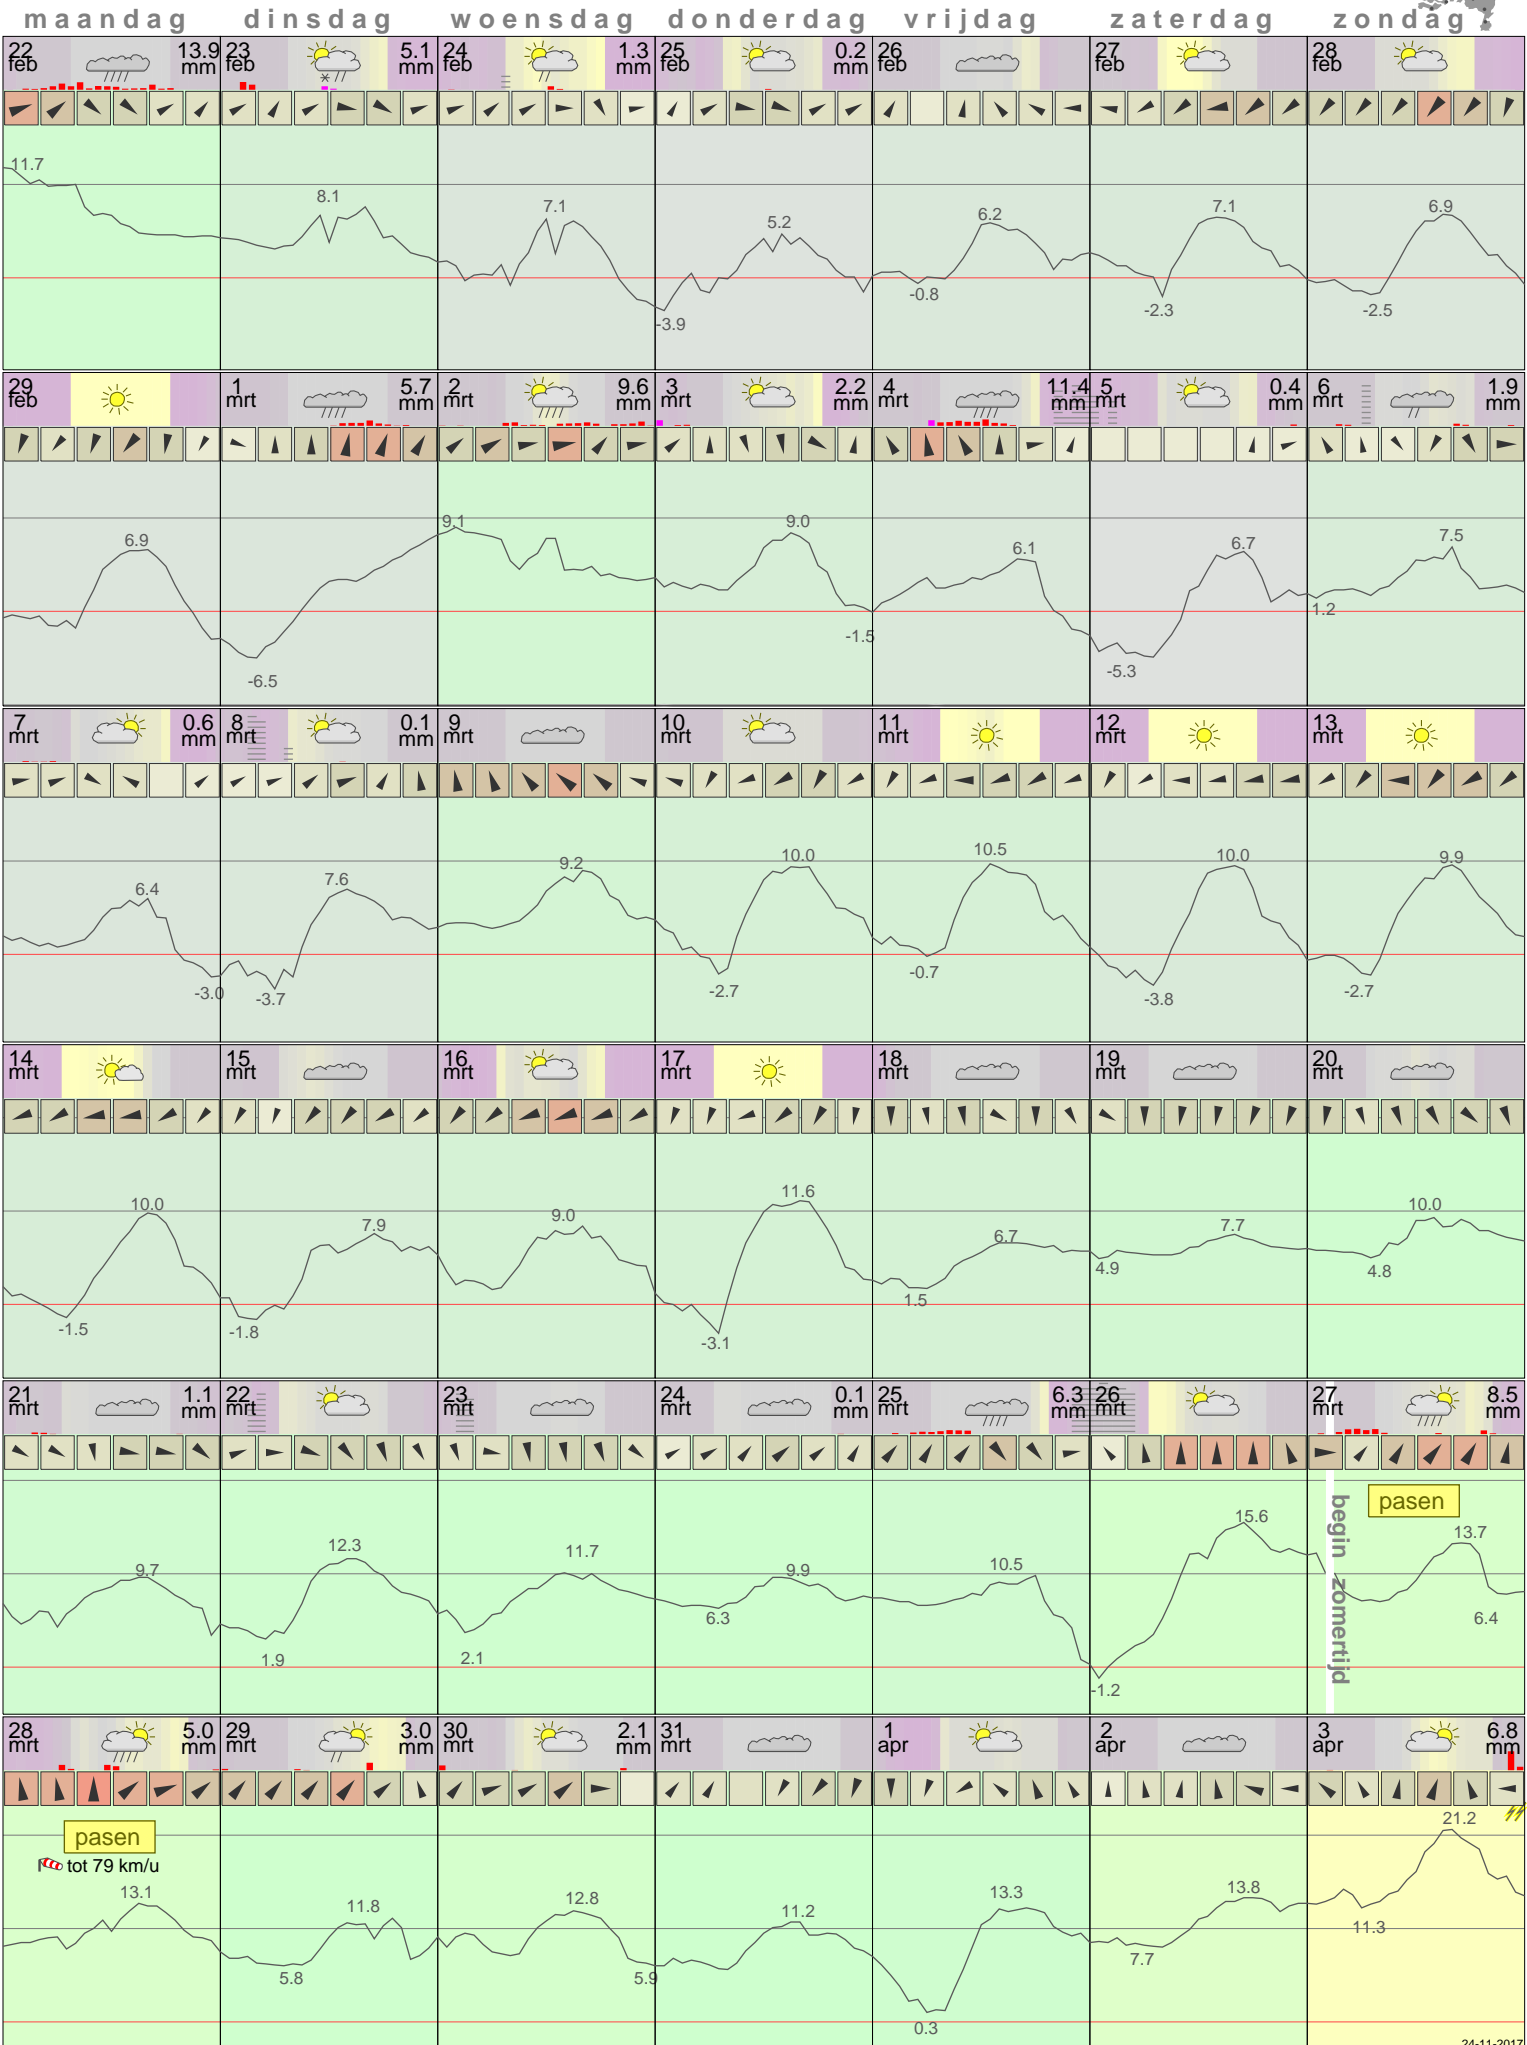 maandag dinsdag woensdag donderdag vrijdag zaterdag zondag
22 feb 13.9 mm 23 feb 5.1 mm 24 feb 1.3 mm 25 feb 0.2 mm 26 feb 27 feb 28 feb
11.7 8.1 7.1 5.2 6.2 7.1 6.9
-3.9 -0.8 -2.3 -2.5
29 feb 1 mrt 5.7 mm 2 mrt 9.6 mm 3 mrt 2.2 mm 4 mrt 11.4 mm 5 mrt 0.4 mm 6 mrt 1.9 mm
6.9 9.1 9.0 6.1 6.7 7.5
-6.5 -1.5 -5.3 1.2
7 mrt 0.6 mm 8 mrt 0.1 mm 9 mrt 10 mrt 11 mrt 12 mrt 13 mrt
6.4 7.6 9.2 10.0 10.5 10.0 9.9
-3.0 -3.7 -2.7 -0.7 -3.8 -2.7
14 mrt 15 mrt 16 mrt 17 mrt 18 mrt 19 mrt 20 mrt
10.0 7.9 9.0 11.6 6.7 7.7 10.0
-1.5 -1.8 -3.1 1.5 4.9 4.8
21 mrt 1.1 mm 22 mrt 23 mrt 24 mrt 0.1 mm 25 mrt 6.3 mm 26 mrt 27 mrt 8.5 mm
pasen
begin zomertijd
9.7 12.3 11.7 9.9 10.5 15.6 13.7
1.9 2.1 6.3 -1.2 6.4
28 mrt 5.0 mm 29 mrt 3.0 mm 30 mrt 2.1 mm 31 mrt 1 apr 2 apr 3 apr 6.8 mm
pasen
tot 79 km/u
13.1 11.8 12.8 11.2 13.3 13.8 21.2
5.8 5.9 0.3 7.7 11.3
24-11-2017